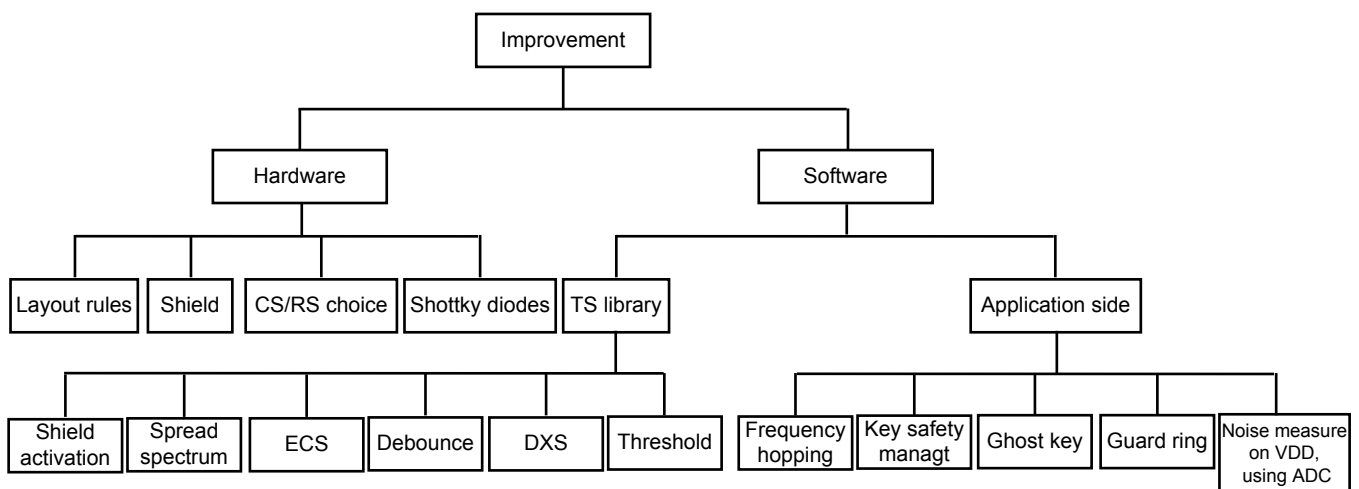 Improvement
Hardware
Software
Layout rules
Shield
CS/RS choice
Shottky diodes
TS library
Application side
Shield
activation
Spread
spectrum
ECS
Debounce
DXS
Threshold
Frequency
hopping
Key safety
managt
Ghost key
Guard ring
Noise measure
on VDD,
using ADC